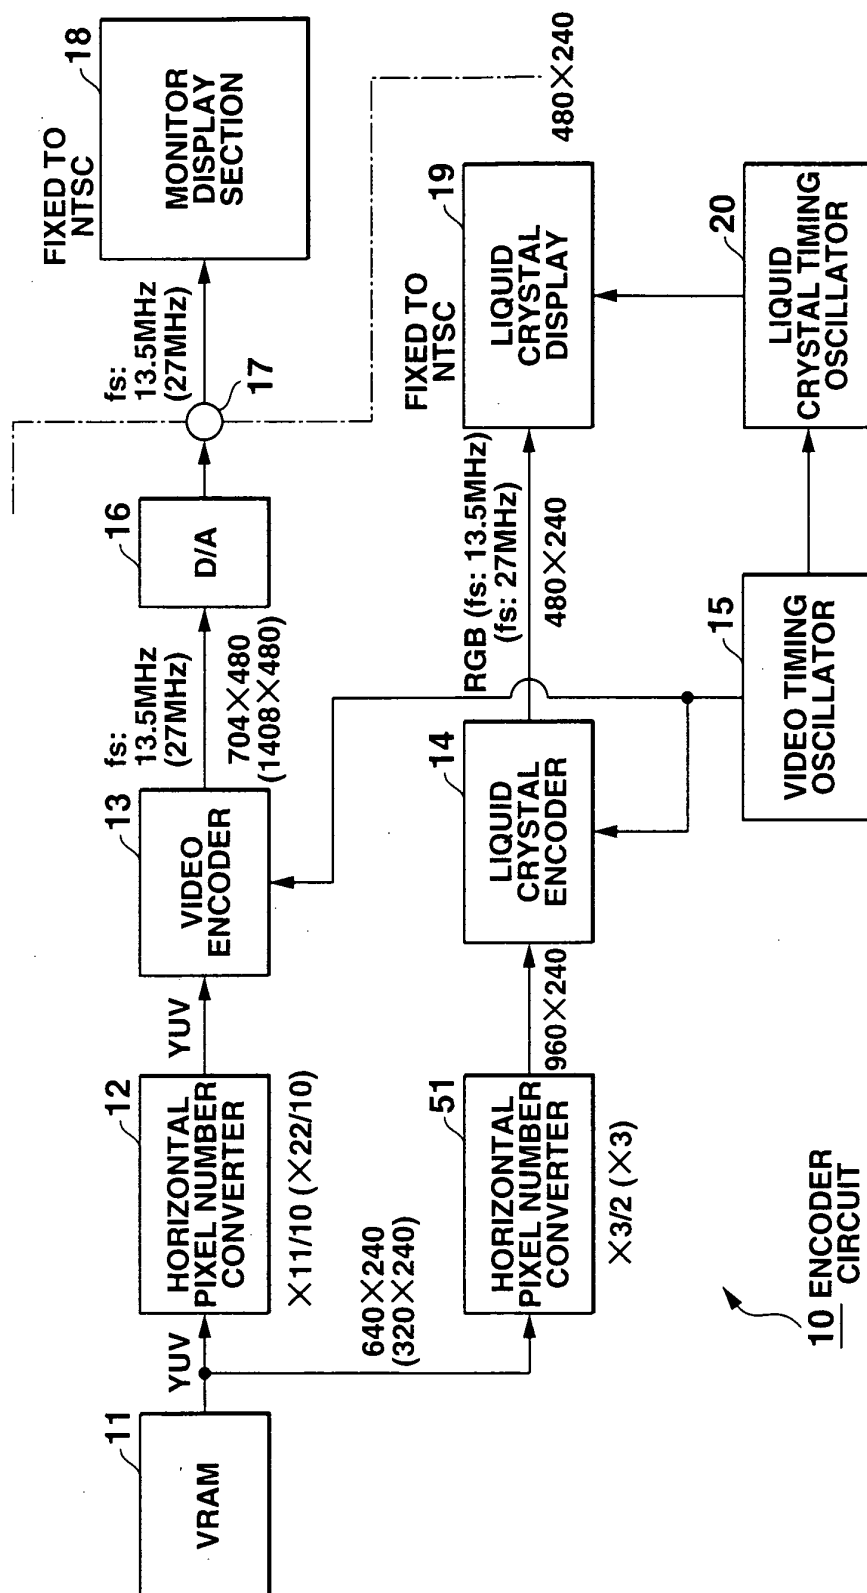 11
VRAM
YUV
12
HORIZONTAL
PIXEL NUMBER
CONVERTER
×11/10 (×22/10)
YUV
13
VIDEO
ENCODER
fs:
13.5MHz
(27MHz)
704×480
(1408×480)
16
D/A
17
fs:
13.5MHz
(27MHz)
FIXED TO
NTSC
18
MONITOR
DISPLAY
SECTION
640×240
(320×240)
51
HORIZONTAL
PIXEL NUMBER
CONVERTER
×3/2 (×3)
960×240
14
LIQUID
CRYSTAL
ENCODER
RGB (fs: 13.5MHz)
(fs: 27MHz)
480×240
FIXED TO
NTSC
19
LIQUID
CRYSTAL
DISPLAY
480×240
15
VIDEO TIMING
OSCILLATOR
20
LIQUID
CRYSTAL TIMING
OSCILLATOR
10 ENCODER
CIRCUIT